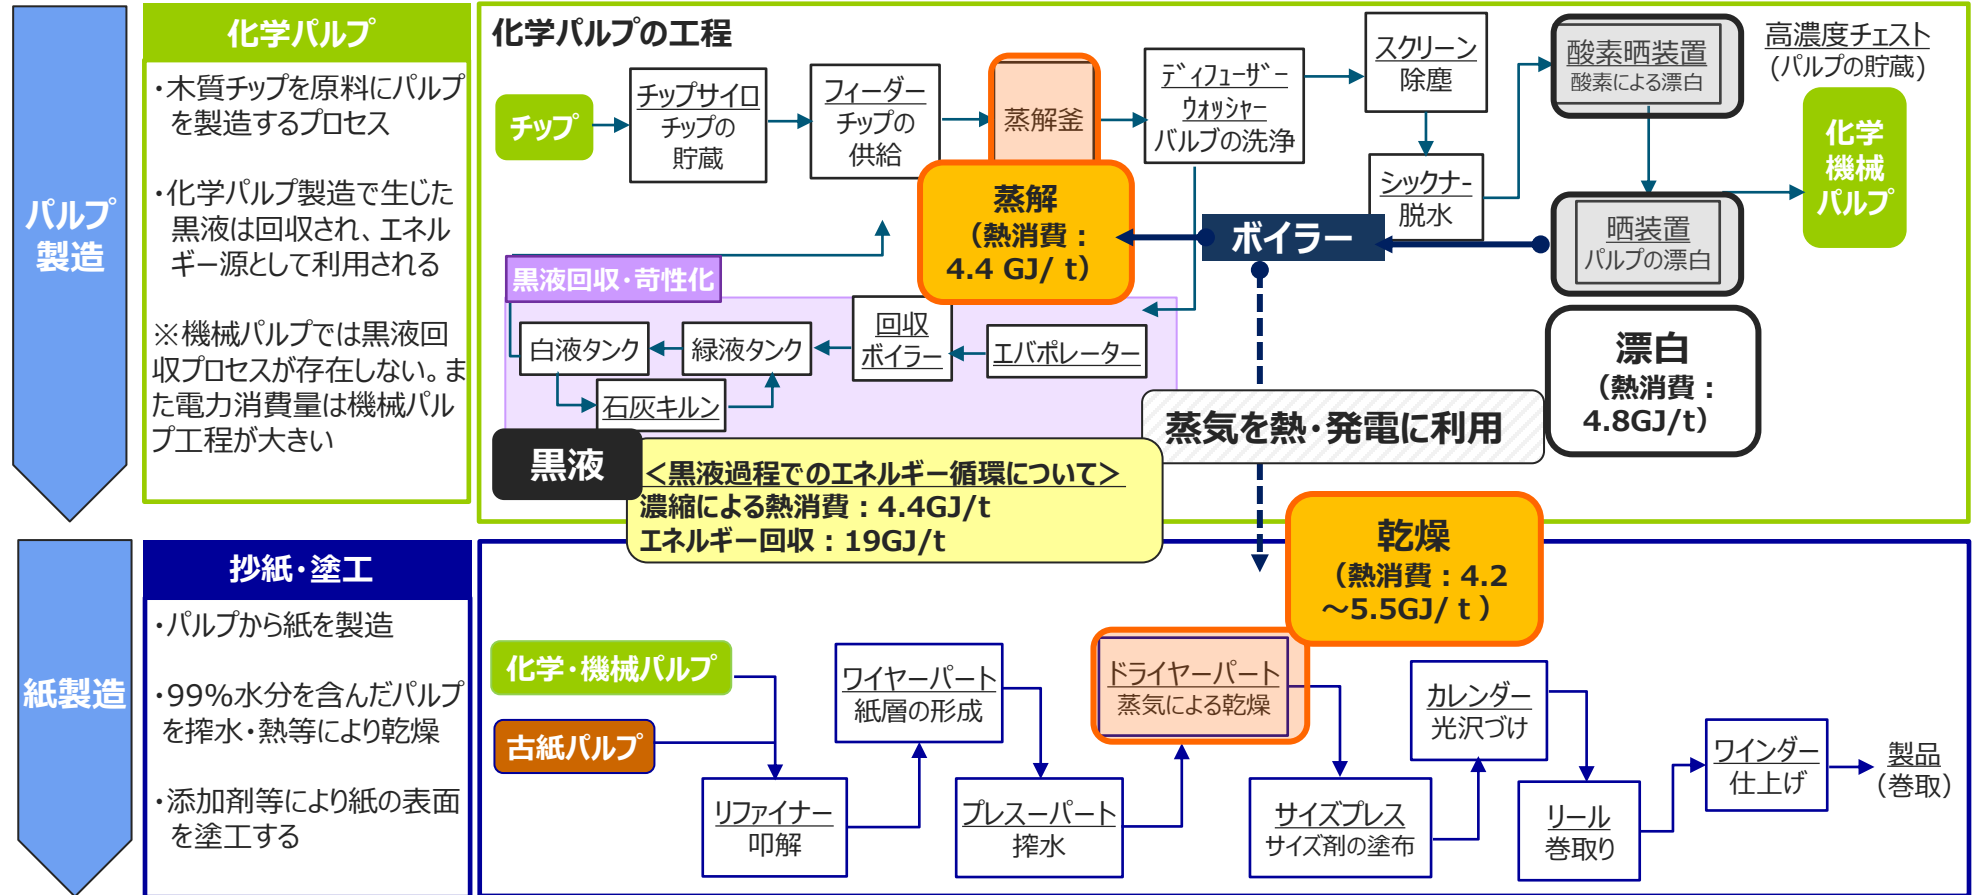 パルプ
製造
化学パルプ
・木質チップを原料にパルプ
を製造するプロセス
・化学パルプ製造で生じた
黒液は回収され、エネル
ギー源として利用される
※機械パルプでは黒液回
収プロセスが存在しない。ま
た電力消費量は機械パル
プ工程が大きい
化学パルプの工程
チップ
チップサイロ
チップの
貯蔵
フィーダー
チップの
供給
蒸解釜
蒸解
（熱消費：
4.4 GJ/ t）
ディフューザー
ウォッシャー
バルブの洗浄
スクリーン
除塵
シックナー
脱水
酸素晒装置
酸素による漂白
晒装置
パルプの漂白
高濃度チェスト
(パルプの貯蔵)
化学
機械
パルプ
ボイラー
漂白
（熱消費：
4.8GJ/t）
黒液回収・苛性化
白液タンク
緑液タンク
回収
ボイラー
エバポレーター
石灰キルン
蒸気を熱・発電に利用
黒液
＜黒液過程でのエネルギー循環について＞
濃縮による熱消費：4.4GJ/t
エネルギー回収：19GJ/t
紙製造
抄紙・塗工
・パルプから紙を製造
・99%水分を含んだパルプ
を搾水・熱等により乾燥
・添加剤等により紙の表面
を塗工する
乾燥
（熱消費：4.2
～5.5GJ/ t ）
化学・機械パルプ
古紙パルプ
リファイナー
叩解
ワイヤーパート
紙層の形成
プレスーパート
搾水
ドライヤーパート
蒸気による乾燥
サイズプレス
サイズ剤の塗布
カレンダー
光沢づけ
リール
巻取り
ワインダー
仕上げ
製品
（巻取）